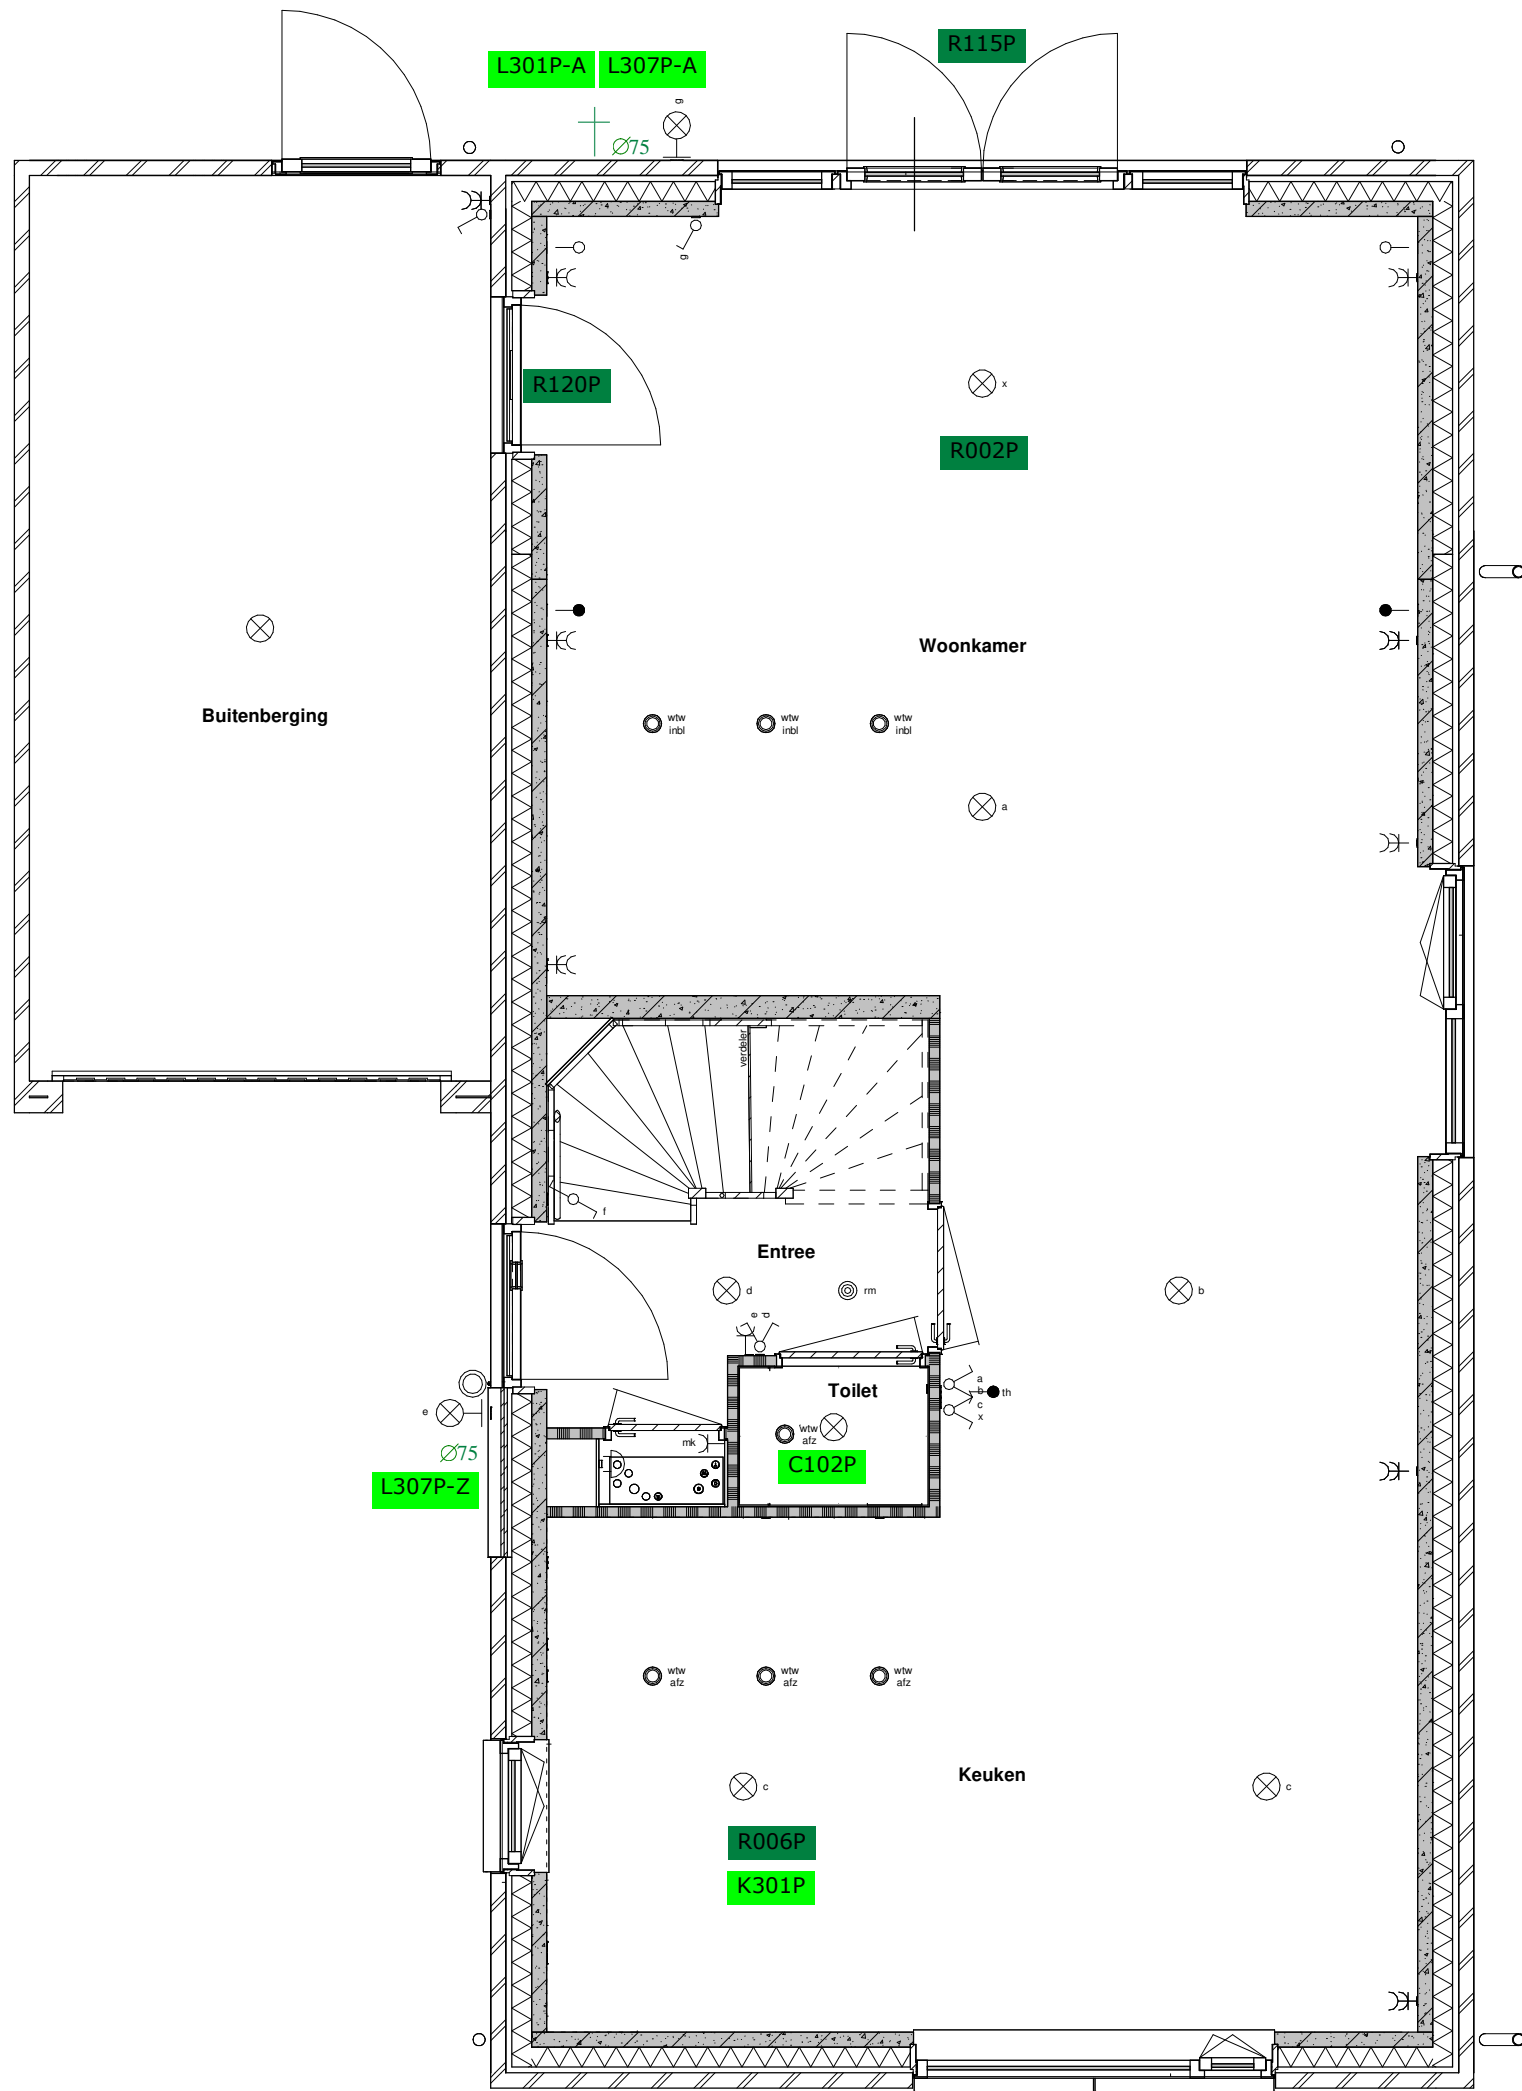 R115P
L301P-A L307P-A
g
Ø75
g
R120P
x
R002P
Woonkamer
Buitenberging
wtw
inbl
wtw
inbl
wtw
inbl
a
verdeler
f
Entree
d
rm
b
e
d
Toilet
a
b
c
x
th
e
wtw
afz
mk
Ø75
C102P
L307P-Z
wtw
afz
wtw
afz
wtw
afz
Keuken
c
c
R006P
K301P